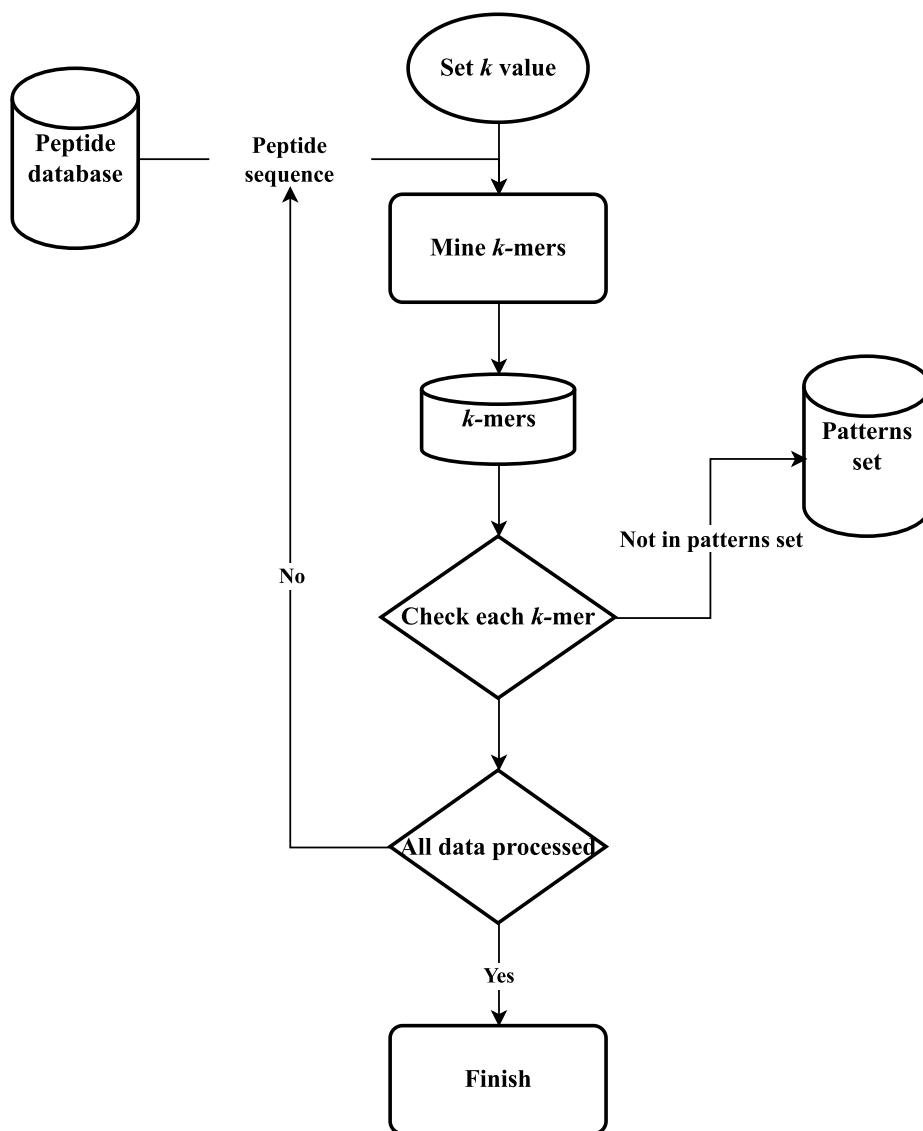 Set k value
Peptide
database
Peptide
sequence
Mine k-mers
k-mers
Patterns
set
Not in patterns set
No
Check each k-mer
All data processed
Yes
Finish